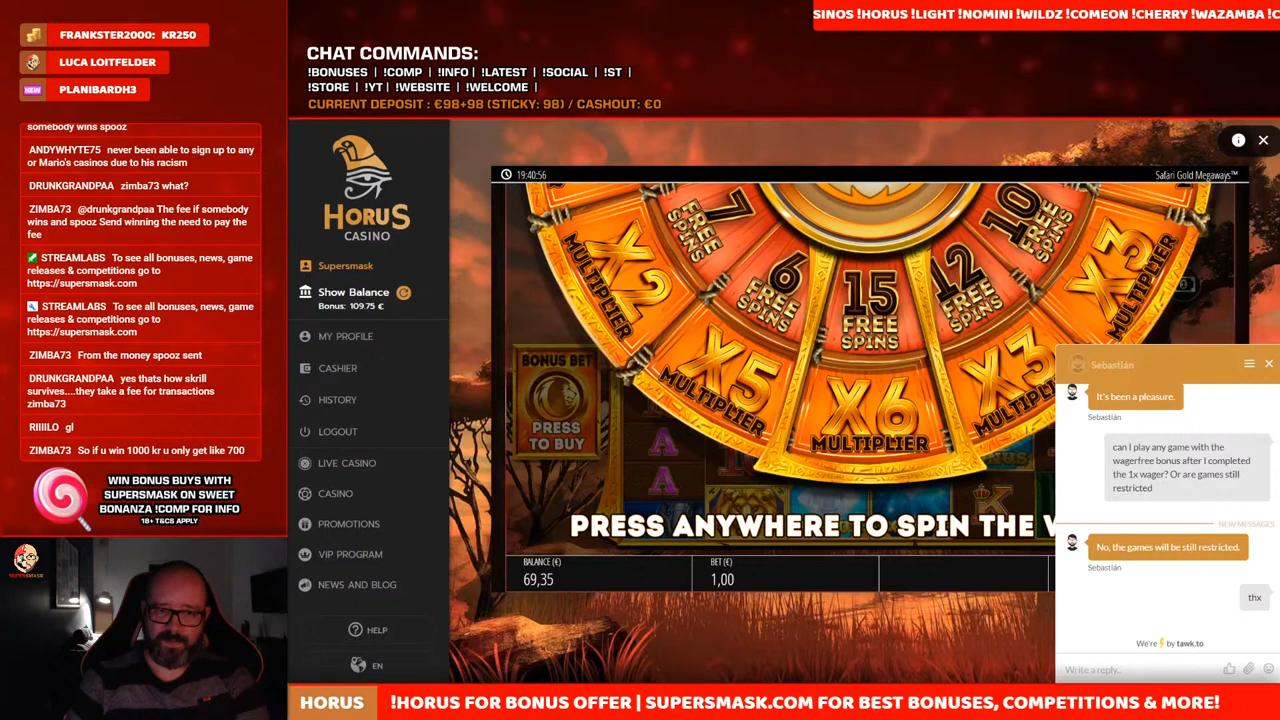 FRANKSTER2000: KR250
LUCA LOITFELDER
NEW PLANIBARDH3
somebody wins spooz
ANDYWHYTE75 never been able to sign up to any
or Mario's casinos due to his racism
DRUNKGRANDPAA zimba73 what?
ZIMBA73 @drunkgrandpaa The fee if somebody
wins and spooz Send winning the need to pay the
fee
STREAMLABS To see all bonuses, news, game
releases & competitions go to
https://supersmask.com
STREAMLABS To see all bonuses, news, game
releases & competitions go to
https://supersmask.com
ZIMBA73 From the money spooz sent
DRUNKGRANDPAA yes thats how skrill
survives....they take a fee for transactions
zimba73
RIIIILO gl
ZIMBA73 So if u win 1000 kr u only get like 700
WIN BONUS BUYS WITH
SUPERSMASK ON SWEET
BONANZA !COMP FOR INFO
18+ T&CS APPLY
SUPERSMASK
SINOS !HORUS !LIGHT !NOMINI !WILDZ !COMEON !CHERRY !WAZAMBA !C
CHAT COMMANDS:
!BONUSES | !COMP | !INFO | !LATEST | !SOCIAL | !ST |
!STORE | !YT | !WEBSITE | !WELCOME |
CURRENT DEPOSIT : €98+98 (STICKY: 98) / CASHOUT: €0
HORUS
CASINO
Supersmask
Show Balance
Bonus: 109.75 €
MY PROFILE
CASHIER
HISTORY
LOGOUT
LIVE CASINO
CASINO
PROMOTIONS
VIP PROGRAM
NEWS AND BLOG
HELP
EN
19:40:56
Safari Gold Megaways™
7
FREE
SPINS
6
FREE
SPINS
15
FREE
SPINS
12
FREE
SPINS
10
FREE
SPINS
X2
MULTIPLIER
X5
MULTIPLIER
X6
MULTIPLIER
X3
MULTIPLIER
X3
MULTIPLIER
BONUS BET
PRESS
TO BUY
A
A
K
PRESS ANYWHERE TO SPIN THE
BALANCE (€)
69,35
BET (€)
1,00
Sebastián
It's been a pleasure.
Sebastián
can I play any game with the
wagerfree bonus after I completed
the 1x wager? Or are games still
restricted
NEW MESSAGES
No, the games will be still restricted.
Sebastián
thx
We're by tawk.to
Write a reply..
HORUS
!HORUS FOR BONUS OFFER | SUPERSMASK.COM FOR BEST BONUSES, COMPETITIONS & MORE!